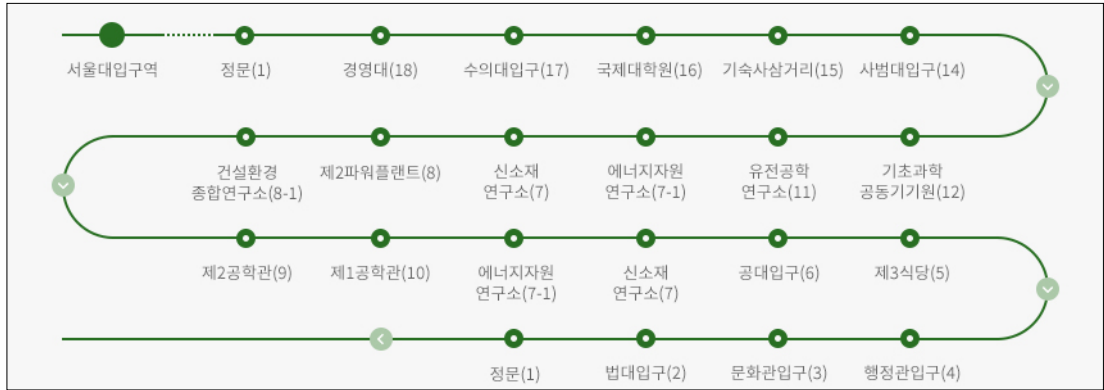 서울대입구역 정문(1) 경영대(18) 수의대입구(17) 국제대학원(16) 기숙사삼거리(15) 사범대입구(14)
건설환경 제2파워플랜트(8) 신소재 에너지자원 유전공학 기초과학
종합연구소(8-1) 연구소(7) 연구소(7-1) 연구소(11) 공동기기원(12)
제2공학관(9) 제1공학관(10) 에너지자원 신소재 공대입구(6) 제3식당(5)
연구소(7-1) 연구소(7)
정문(1) 법대입구(2) 문화관입구(3) 행정관입구(4)